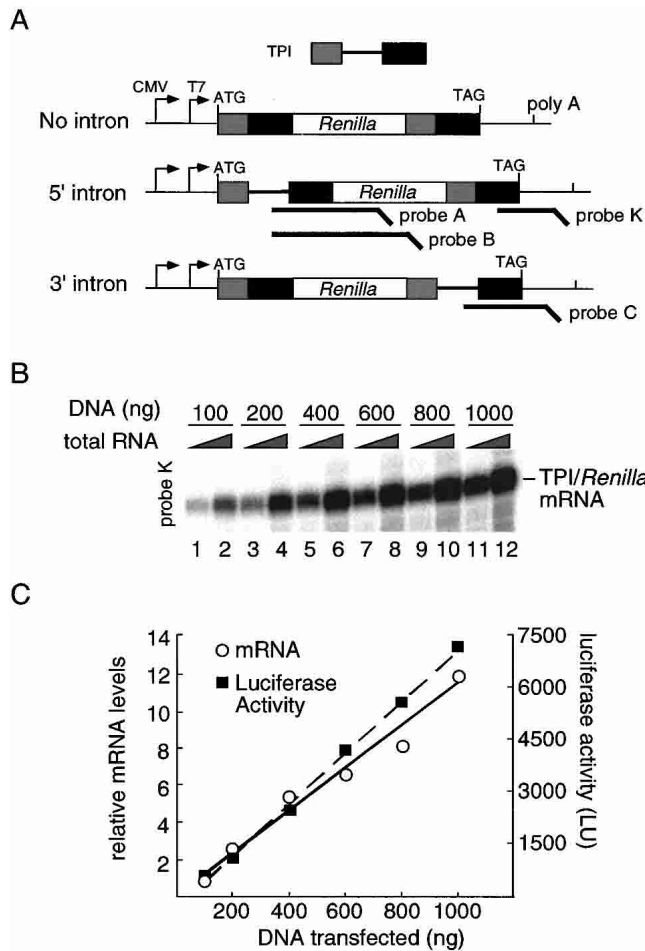 A
TPI
CMV T7 ATG TAG poly A
No intron Renilla
ATG TAG
5' intron Renilla
probe A probe K
probe B
ATG TAG
3' intron Renilla
probe C
B
DNA (ng) 100 200 400 600 800 1000
total RNA
probe K
TPI/Renilla
mRNA
1 2 3 4 5 6 7 8 9 10 11 12
C
14 7500
mRNA
12 Luciferase 6000
Activity
10
8 4500
6 3000
4
2 1500
relative mRNA levels
luciferase activity (LU)
200 400 600 800 1000
DNA transfected (ng)